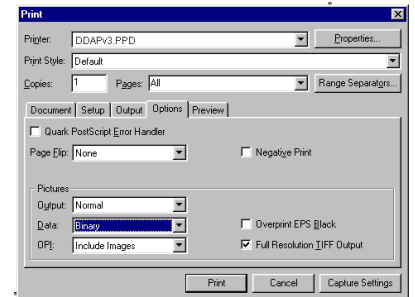 Print
Printer: DDAPv3.PPD Properties...
Print Style: Default
Copies: 1 Pages: All Range Separators...
Document Setup Output Options Preview
Quark PostScript Error Handler
Page Flip: None Negative Print
Pictures
Output: Normal
Data: Binary Overprint EPS Black
OPI: Include Images Full Resolution TIFF Output
Print Cancel Capture Settings